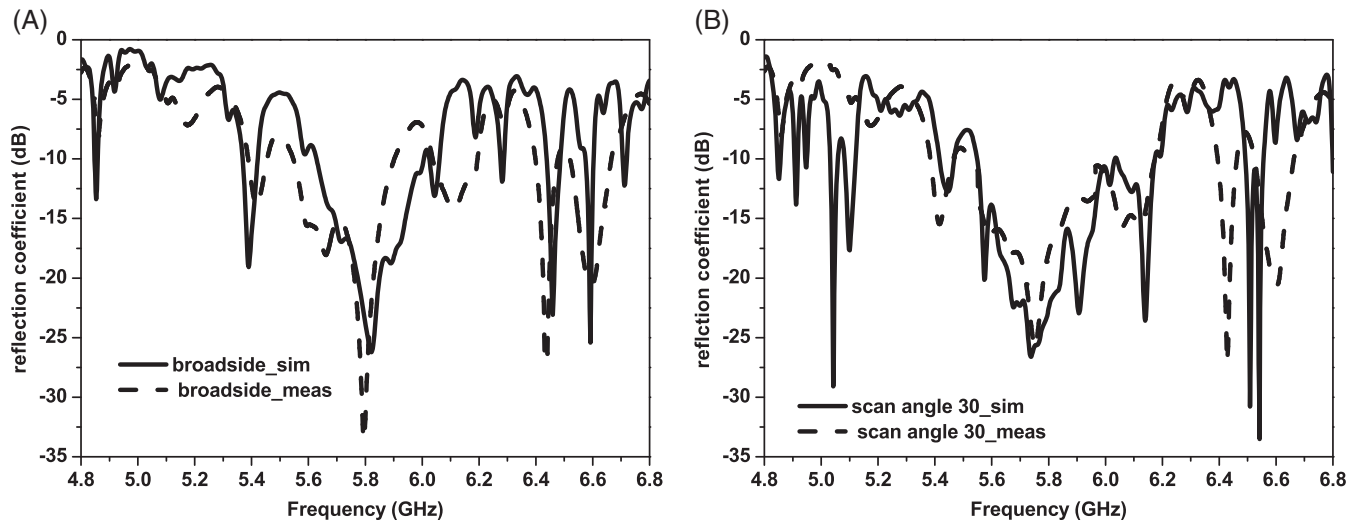 (A)
0
-5
-10
-15
-20
-25
-30
-35
reflection coefficient (dB)
broadside_sim
broadside_meas
4.8 5.0 5.2 5.4 5.6 5.8 6.0 6.2 6.4 6.6 6.8
Frequency (GHz)
(B)
0
-5
-10
-15
-20
-25
-30
-35
reflction coefficient (dB)
scan angle 30_sim
scan angle 30_meas
4.8 5.0 5.2 5.4 5.6 5.8 6.0 6.2 6.4 6.6 6.8
Frequency (GHz)